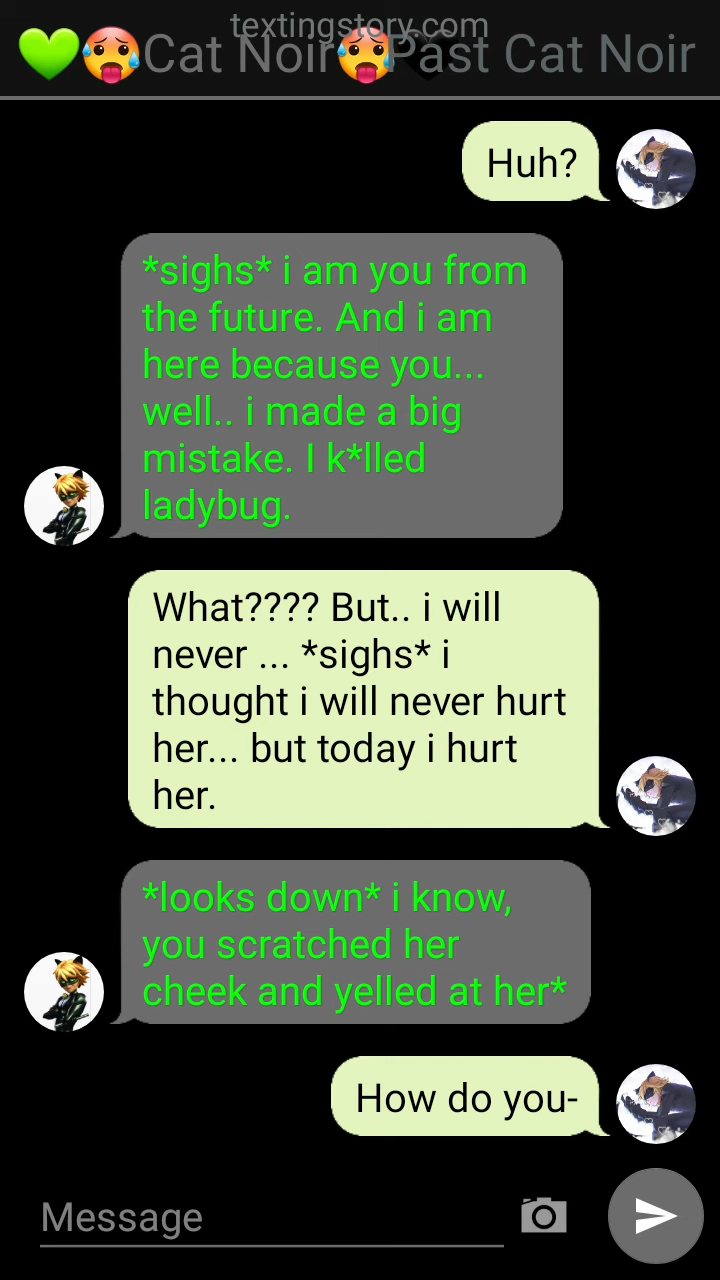 textingstory.com
💚🥵Cat Noir🥵🖤Past Cat Noir
Huh?
*sighs* i am you from
the future. And i am
here because you...
well.. i made a big
mistake. I k*lled
ladybug.
What???? But.. i will
never ... *sighs* i
thought i will never hurt
her... but today i hurt
her.
*looks down* i know,
you scratched her
cheek and yelled at her*
How do you-
Message